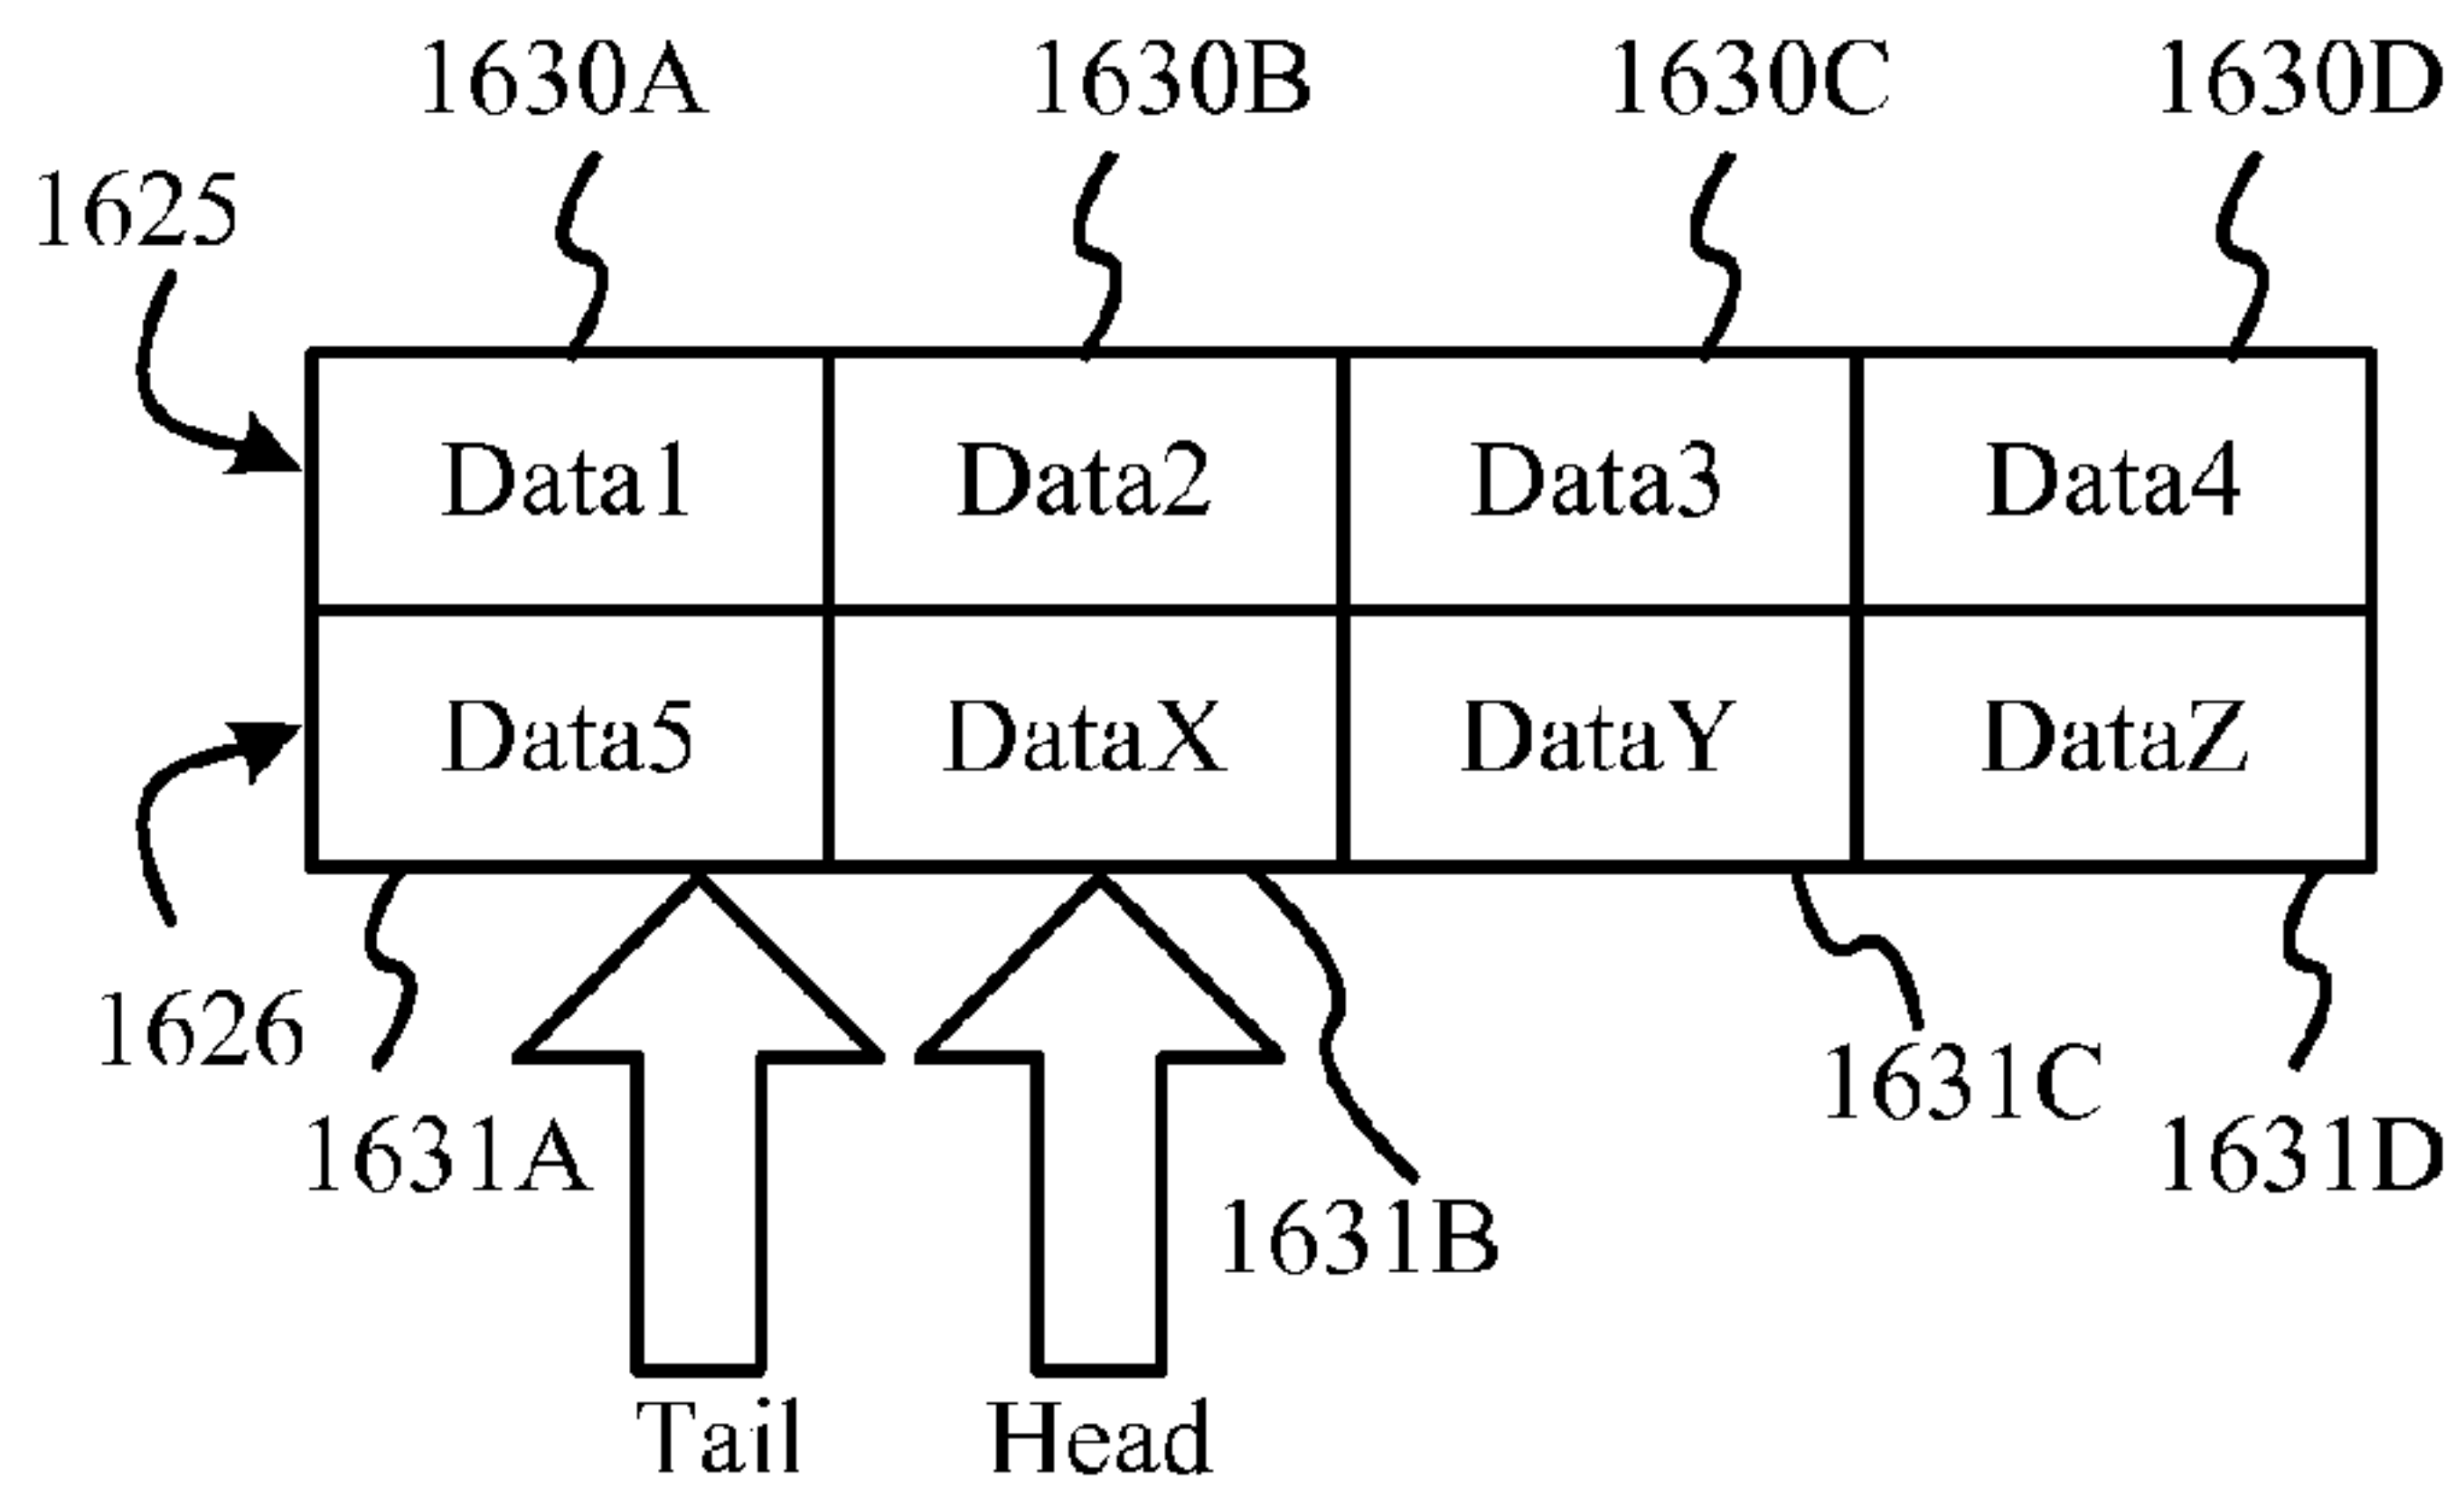 1630A 1630B 1630C 1630D
1625
Data1 Data2 Data3 Data4
Data5 DataX DataY DataZ
1626
1631A 1631B 1631C 1631D
Tail Head